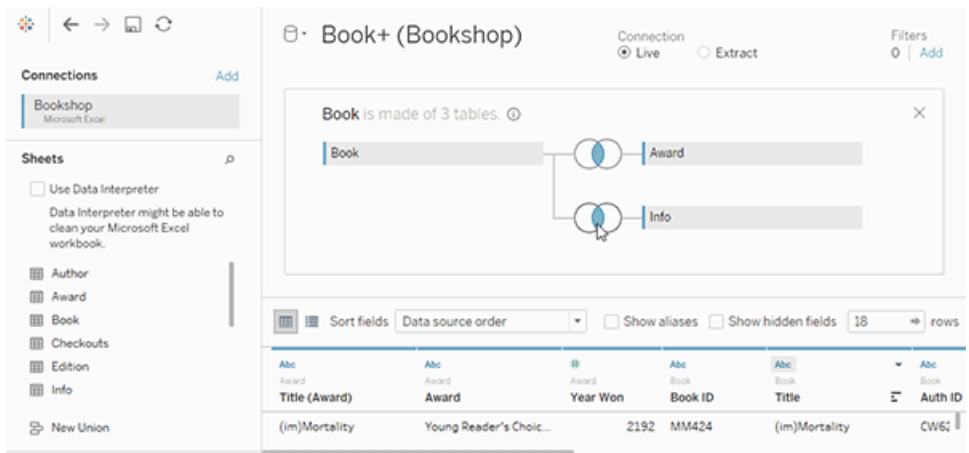 Book+ (Bookshop)
Connection
Live
Extract
Filters
0 | Add
Connections
Add
Bookshop
Microsoft Excel
Sheets
Use Data Interpreter
Data Interpreter might be able to
clean your Microsoft Excel
workbook.
Author
Award
Book
Checkouts
Edition
Info
New Union
Book is made of 3 tables.
Book
Award
Info
Sort fields
Data source order
Show aliases
Show hidden fields
18
rows
Abc Abc # Abc Abc Abc
Award Award Award Book Book Book
Title (Award) Award Year Won Book ID Title Auth ID
(im)Mortality Young Reader's Choic... 2192 MM424 (im)Mortality